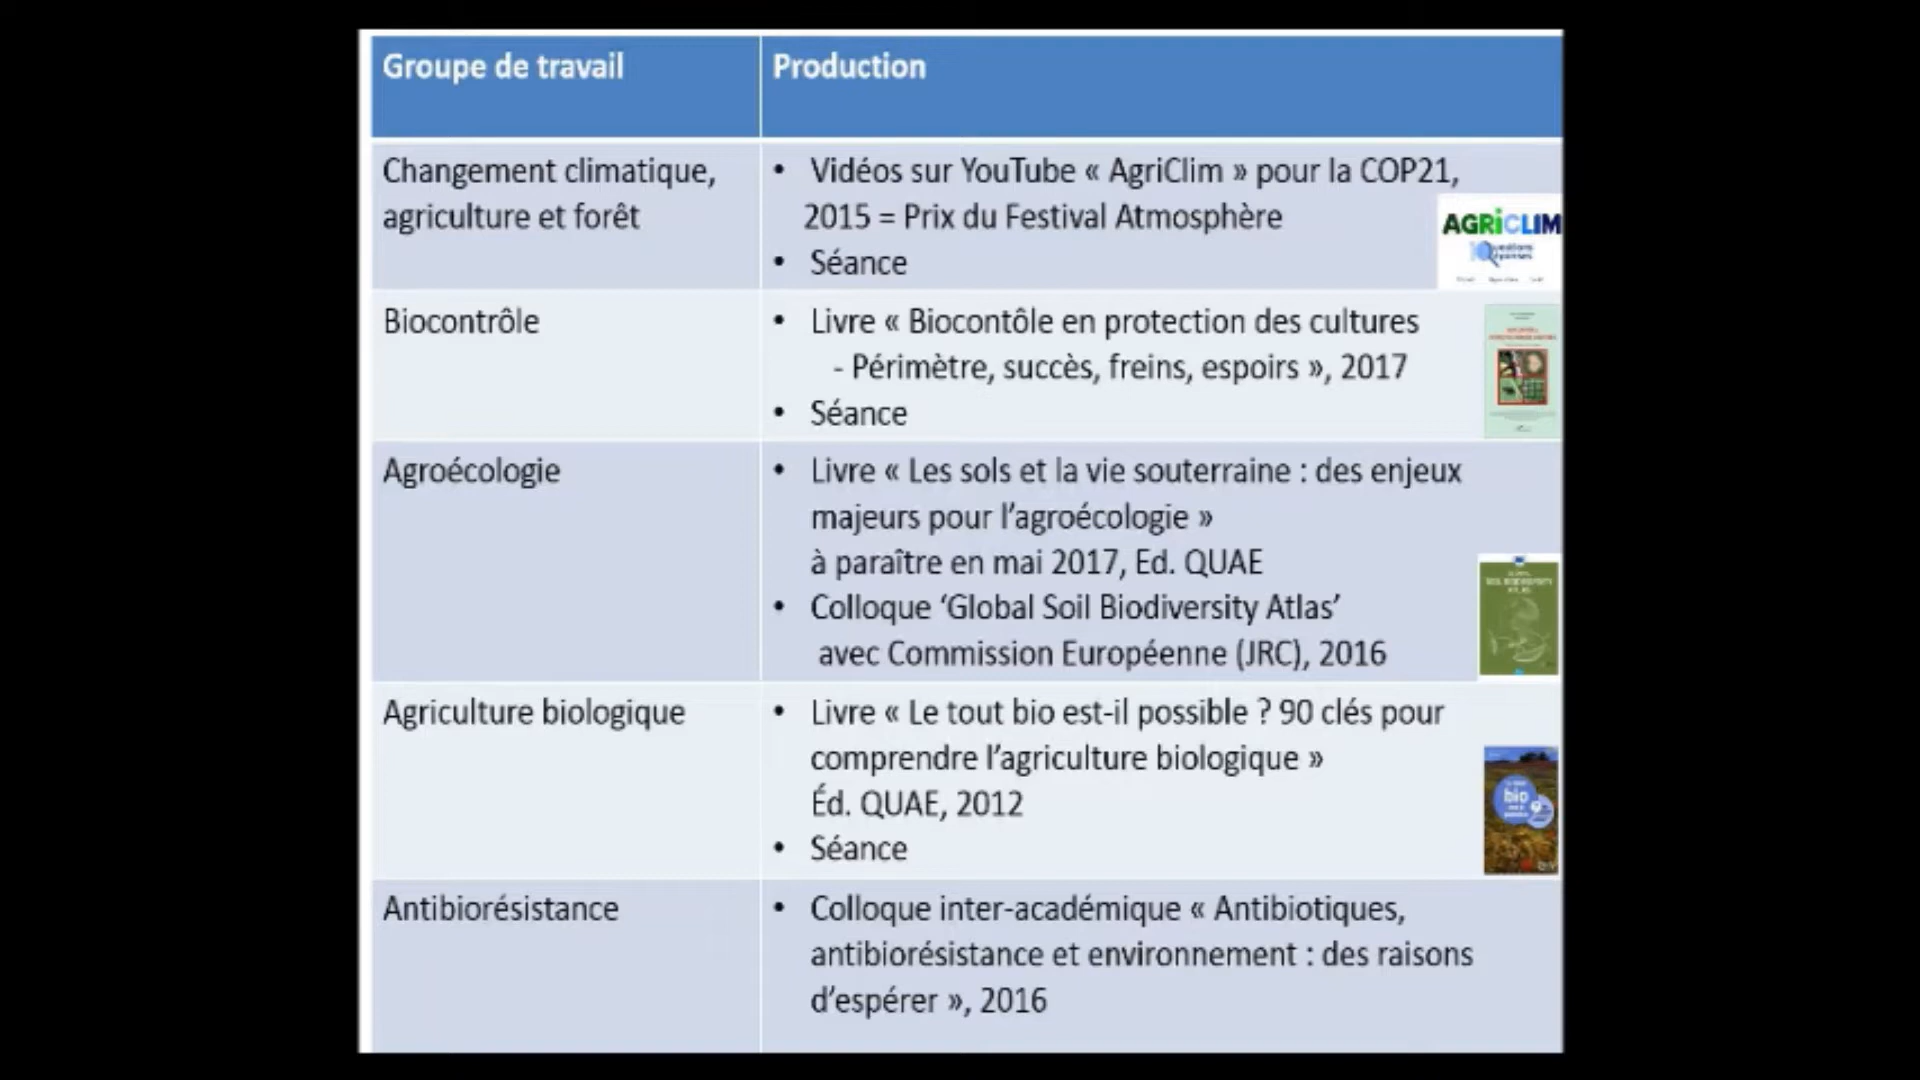 Groupe de travail
Production
Changement climatique,
agriculture et forêt
• Vidéos sur YouTube « AgriClim » pour la COP21,
2015 = Prix du Festival Atmosphère
• Séance
AGRiCLIM
Biocontrôle
• Livre « Biocontôle en protection des cultures
- Périmètre, succès, freins, espoirs », 2017
• Séance
Agroécologie
• Livre « Les sols et la vie souterraine : des enjeux
majeurs pour l’agroécologie »
à paraître en mai 2017, Ed. QUAE
• Colloque ‘Global Soil Biodiversity Atlas’
avec Commission Européenne (JRC), 2016
Agriculture biologique
• Livre « Le tout bio est-il possible ? 90 clés pour
comprendre l’agriculture biologique »
Éd. QUAE, 2012
• Séance
bio
Antibiorésistance
• Colloque inter-académique « Antibiotiques,
antibiorésistance et environnement : des raisons
d’espérer », 2016